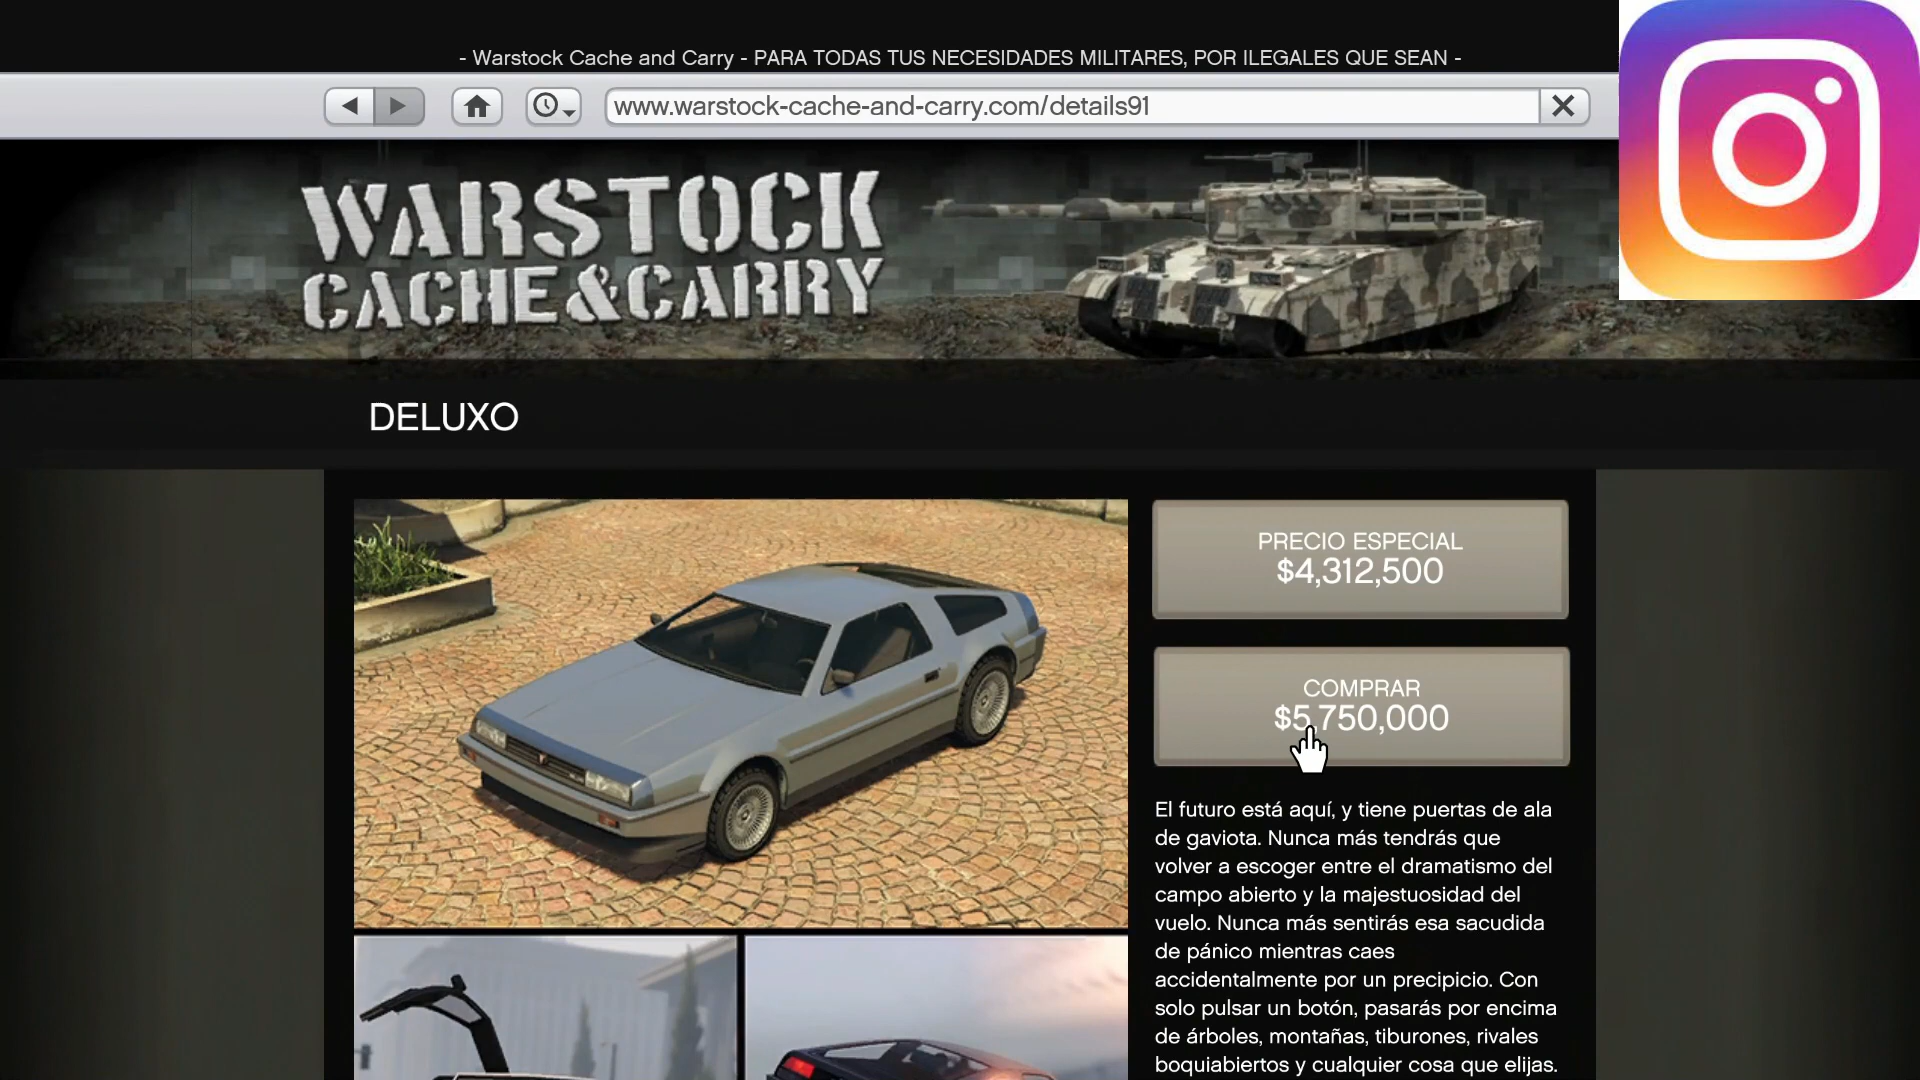 - Warstock Cache and Carry - PARA TODAS TUS NECESIDADES MILITARES, POR ILEGALES QUE SEAN -
www.warstock-cache-and-carry.com/details91
WARSTOCK
CACHE&CARRY
DELUXO
PRECIO ESPECIAL
$4,312,500
COMPRAR
$5,750,000
El futuro está aquí, y tiene puertas de ala
de gaviota. Nunca más tendrás que
volver a escoger entre el dramatismo del
campo abierto y la majestuosidad del
vuelo. Nunca más sentirás esa sacudida
de pánico mientras caes
accidentalmente por un precipicio. Con
solo pulsar un botón, pasarás por encima
de árboles, montañas, tiburones, rivales
boquiabiertos y cualquier cosa que elijas.